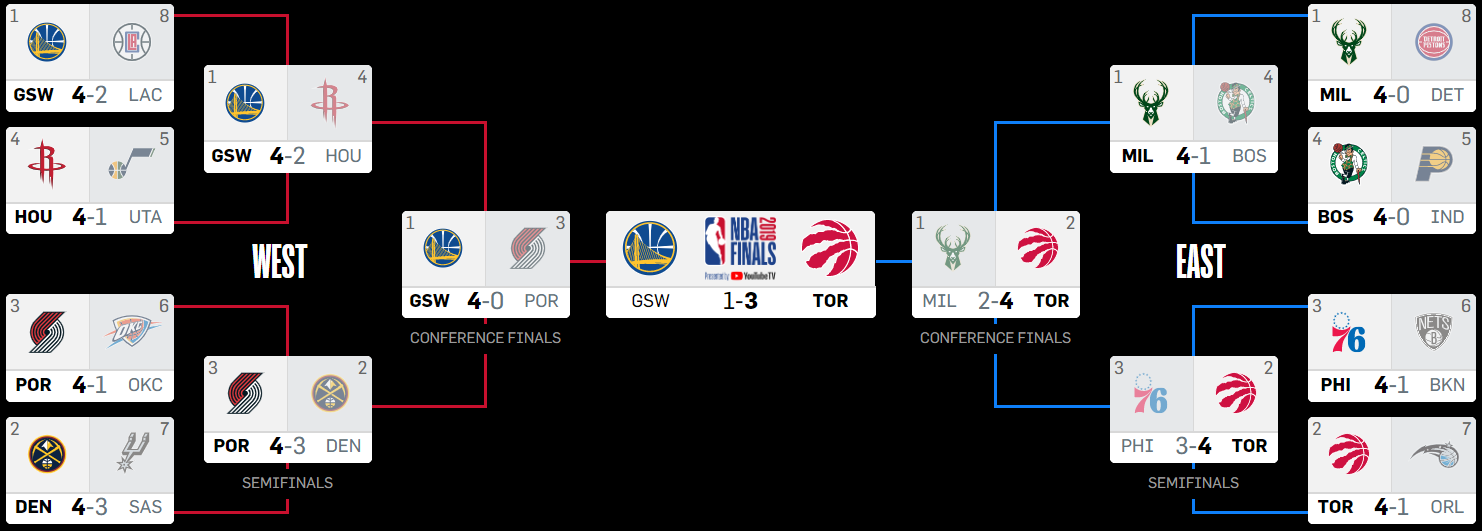 1 8
GSW 4-2 LAC
4 5
HOU 4-1 UTA
1 4
GSW 4-2 HOU
WEST
3 6
POR 4-1 OKC
2 7
DEN 4-3 SAS
3 2
POR 4-3 DEN
SEMIFINALS
1 3
GSW 4-0 POR
CONFERENCE FINALS
NBA
FINALS
2019
Presented by YouTube TV
GSW 1-3 TOR
1 2
MIL 2-4 TOR
CONFERENCE FINALS
1 4
MIL 4-1 BOS
EAST
3 2
76
PHI 3-4 TOR
SEMIFINALS
1 8
DETROIT
PISTONS
MIL 4-0 DET
4 5
BOS 4-0 IND
3 6
76
NETS
B
PHI 4-1 BKN
2 7
TOR 4-1 ORL